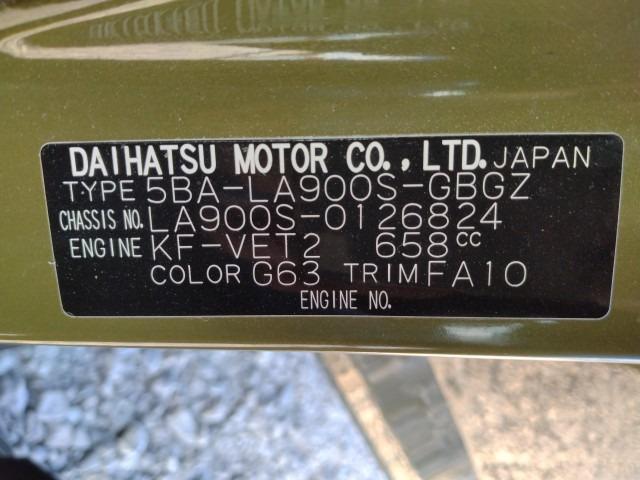 DAIHATSU MOTOR CO., LTD. JAPAN
TYPE 5BA-LA900S-GBGZ
CHASSIS NO. LA900S-0126824
ENGINE KF-VET2 658cc
COLOR G63 TRIM FA10
ENGINE NO.